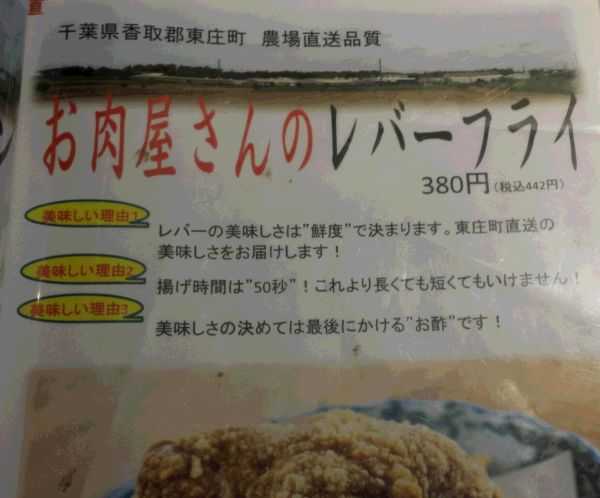 直
千葉県香取郡東庄町 農場直送品質
お肉屋さんのレバーフライ
380円(税込442円)
美味しい理由1
レバーの美味しさは”鮮度”で決まります。東庄町直送の
美味しさをお届けします！
美味しい理由2
揚げ時間は”50秒”！これより長くても短くてもいけません！
美味しい理由3
美味しさの決めては最後にかける”お酢”です！